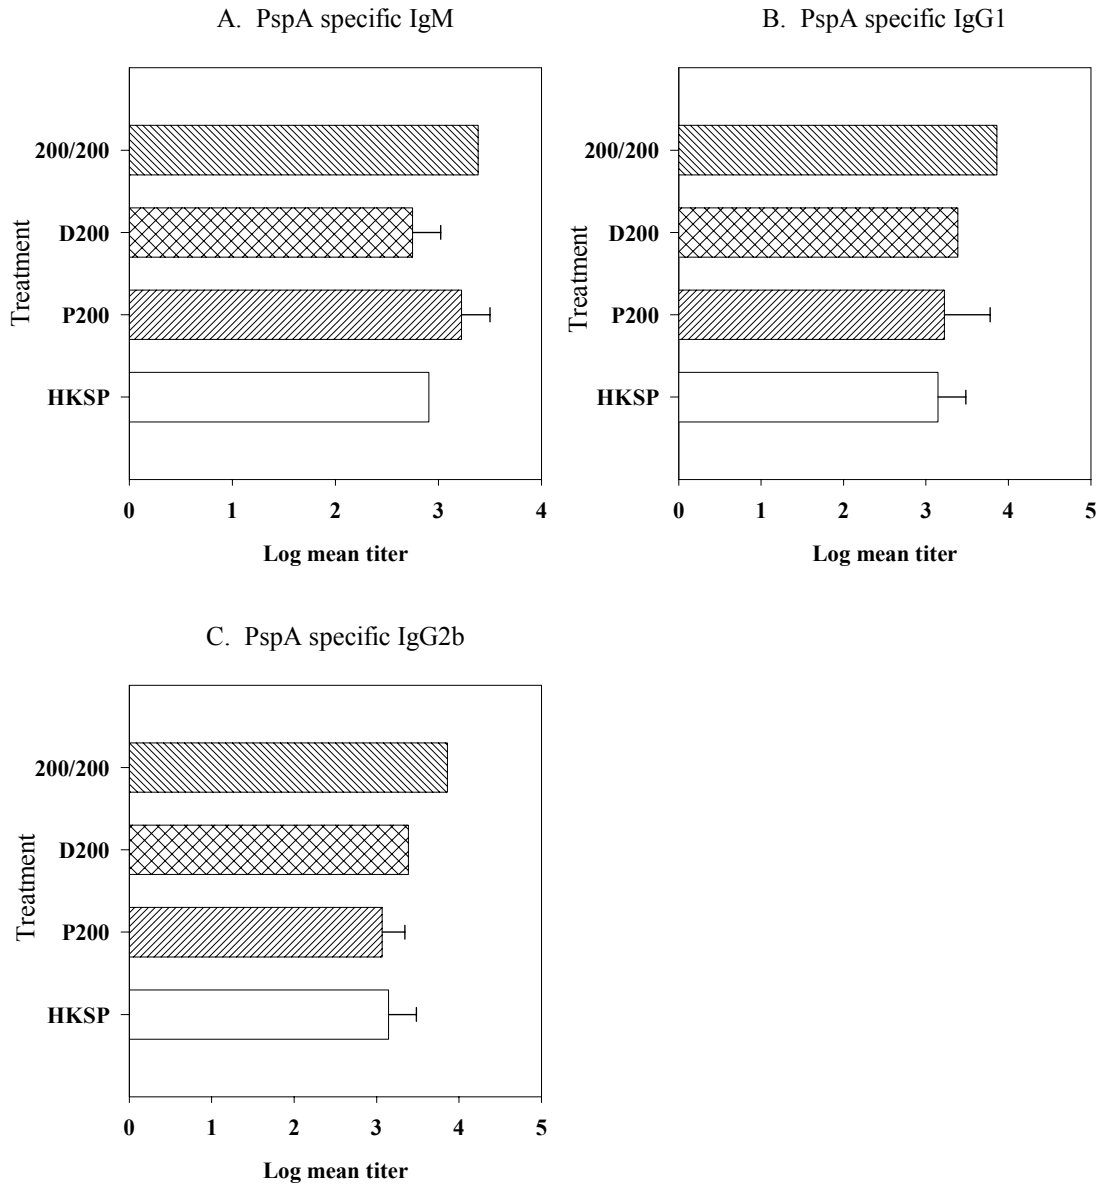 A. PspA specific IgM
200/200
D200
P200
HKSP
Treatment
0 1 2 3 4
Log mean titer
B. PspA specific IgG1
200/200
D200
P200
HKSP
Treatment
0 1 2 3 4 5
Log mean titer
C. PspA specific IgG2b
200/200
D200
P200
HKSP
Treatment
0 1 2 3 4 5
Log mean titer